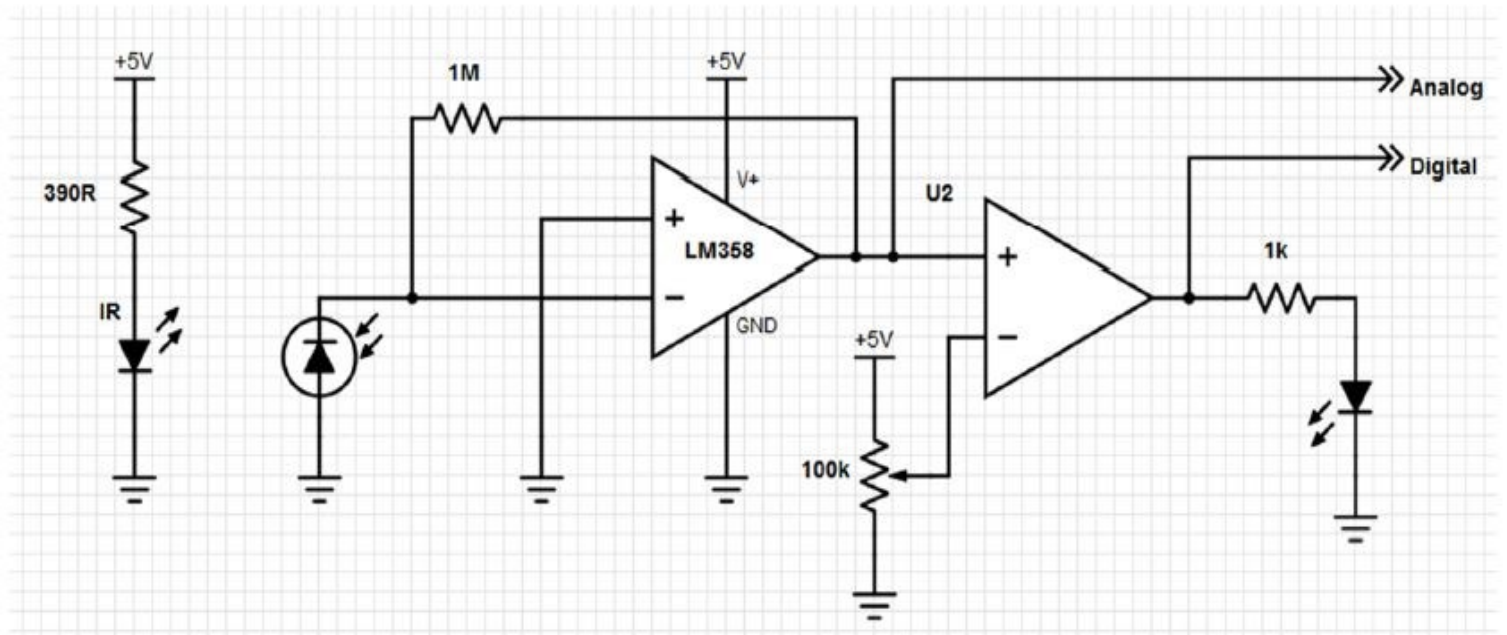 +5V
1M
+5V
Analog
Digital
390R
V+
U2
+
LM358
+
1k
IR
−
GND
+5V
−
100k